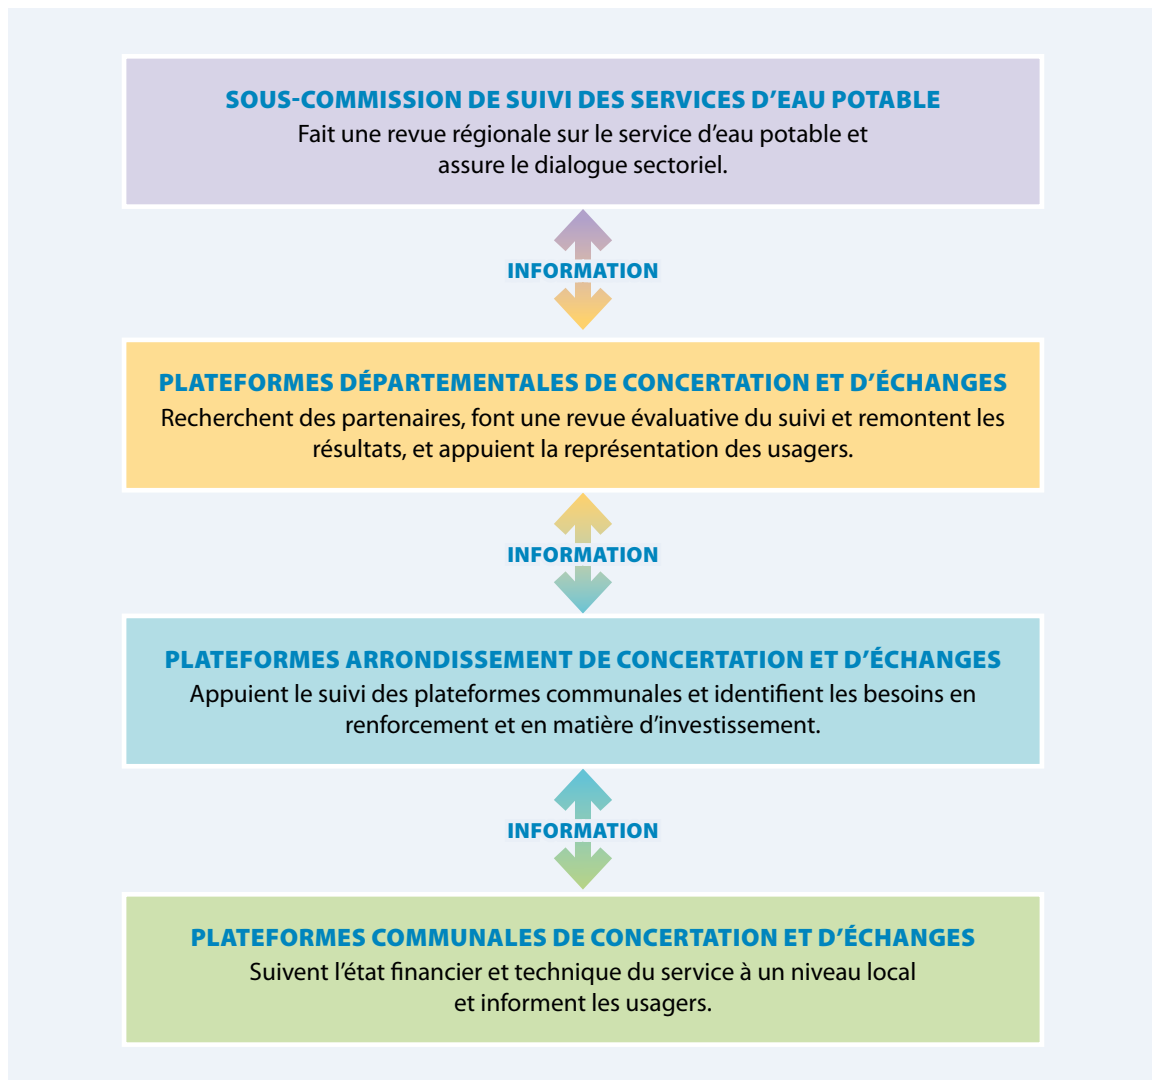 SOUS-COMMISSION DE SUIVI DES SERVICES D’EAU POTABLE
Fait une revue régionale sur le service d’eau potable et
assure le dialogue sectoriel.
INFORMATION
PLATEFORMES DÉPARTEMENTALES DE CONCERTATION ET D’ÉCHANGES
Recherchent des partenaires, font une revue évaluative du suivi et remontent les
résultats, et appuient la représentation des usagers.
INFORMATION
PLATEFORMES ARRONDISSEMENT DE CONCERTATION ET D’ÉCHANGES
Appuient le suivi des plateformes communales et identifient les besoins en
renforcement et en matière d’investissement.
INFORMATION
PLATEFORMES COMMUNALES DE CONCERTATION ET D’ÉCHANGES
Suivent l’état financier et technique du service à un niveau local
et informent les usagers.